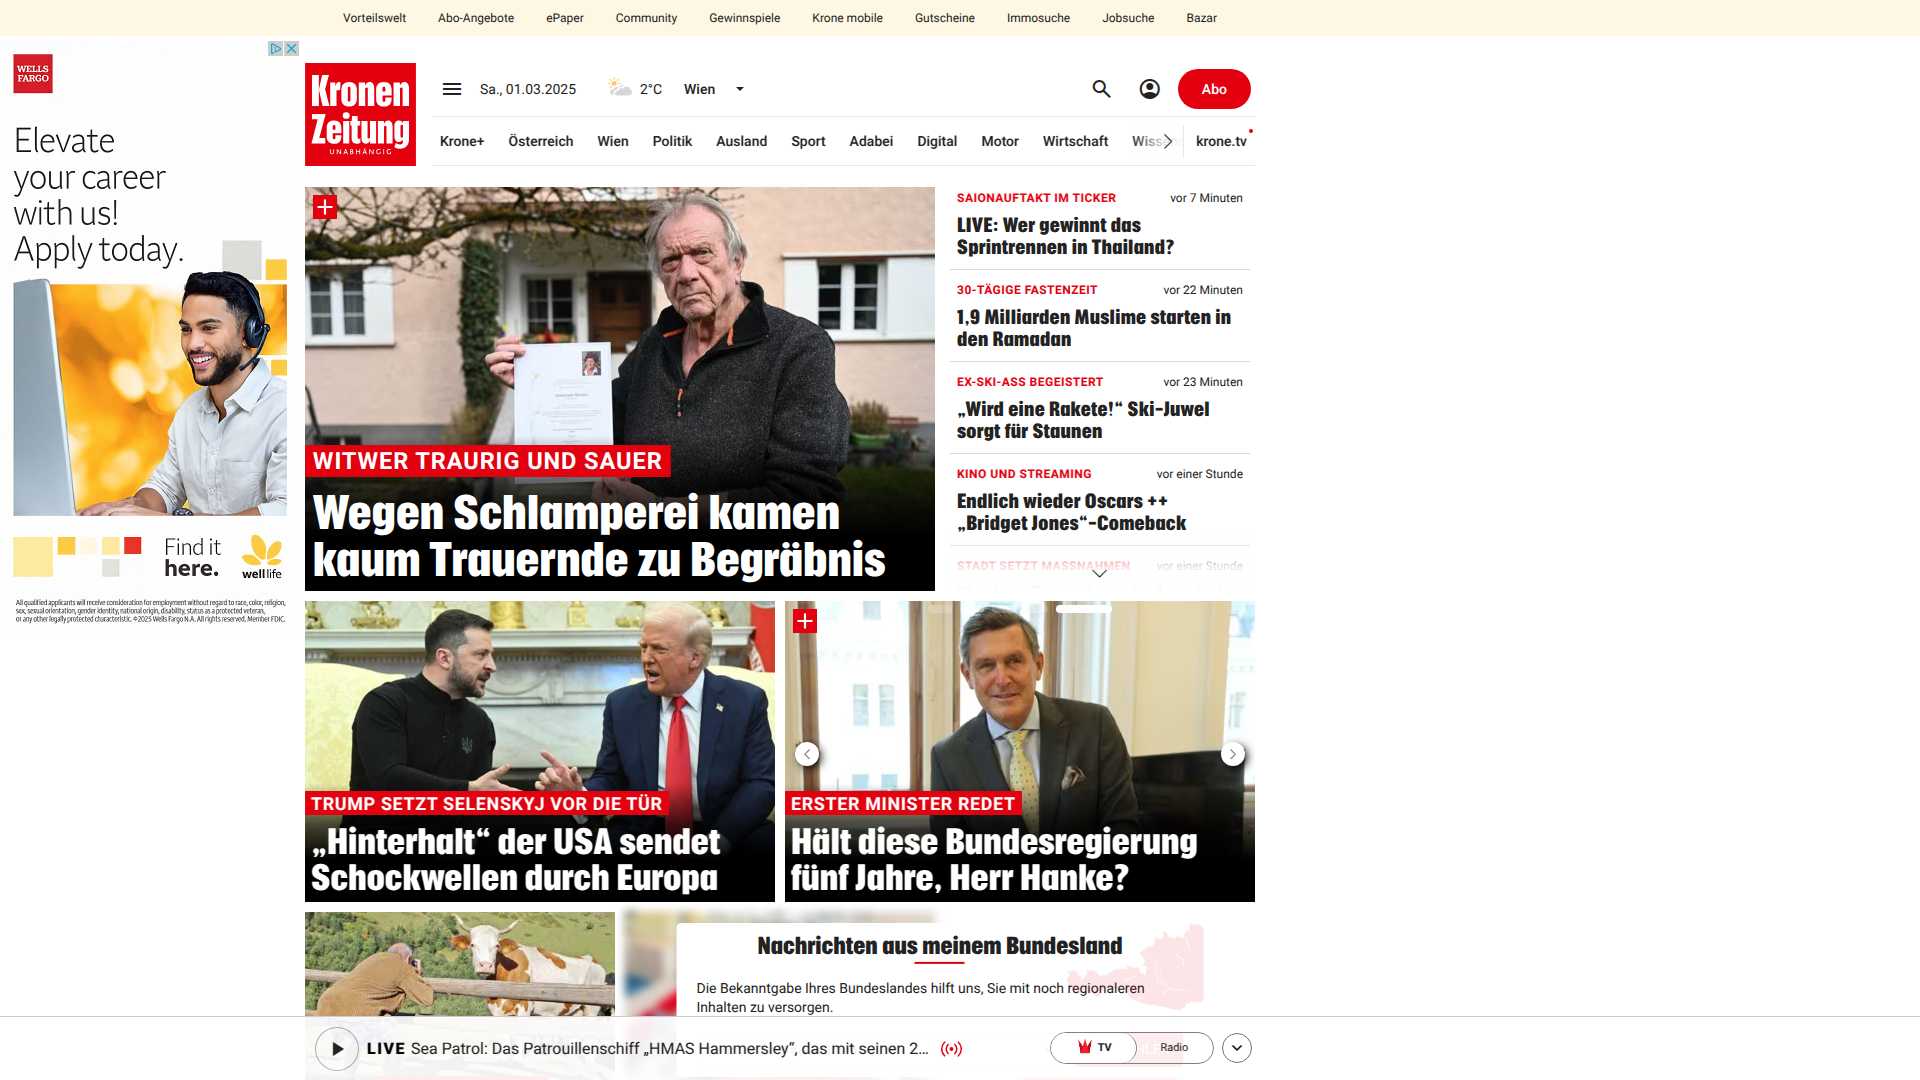 Vorteilswelt Abo-Angebote ePaper Community Gewinnspiele Krone mobile Gutscheine Immosuche Jobsuche Bazar
WELLS
FARGO
Elevate
your career
with us!
Apply today.
Find it
here.
well life
All qualified applicants will receive consideration for employment without regard to race, color, religion,
sex, sexual orientation, gender identity, national origin, disability, status as a protected veteran,
or any other legally protected characteristic. ©2025 Wells Fargo N.A. All rights reserved. Member FDIC.
Kronen
Zeitung
UNABHÄNGIG
Sa., 01.03.2025 2°C Wien
Abo
Krone+ Österreich Wien Politik Ausland Sport Adabei Digital Motor Wirtschaft krone.tv
WITWER TRAURIG UND SAUER
Wegen Schlamperei kamen
kaum Trauernde zu Begräbnis
SAIONAUFTAKT IM TICKER vor 7 Minuten
LIVE: Wer gewinnt das
Sprintrennen in Thailand?
30-TÄGIGE FASTENZEIT vor 22 Minuten
1,9 Milliarden Muslime starten in
den Ramadan
EX-SKI-ASS BEGEISTERT vor 23 Minuten
„Wird eine Rakete!“ Ski-Juwel
sorgt für Staunen
KINO UND STREAMING vor einer Stunde
Endlich wieder Oscars ++
„Bridget Jones“-Comeback
STADT SETZT MASSNAHMEN vor einer Stunde
TRUMP SETZT SELENSKYJ VOR DIE TÜR
„Hinterhalt“ der USA sendet
Schockwellen durch Europa
ERSTER MINISTER REDET
Hält diese Bundesregierung
fünf Jahre, Herr Hanke?
Nachrichten aus meinem Bundesland
Die Bekanntgabe Ihres Bundeslandes hilft uns, Sie mit noch regionaleren
Inhalten zu versorgen.
LIVE Sea Patrol: Das Patrouillenschiff „HMAS Hammersley“, das mit seinen 2...
TV Radio